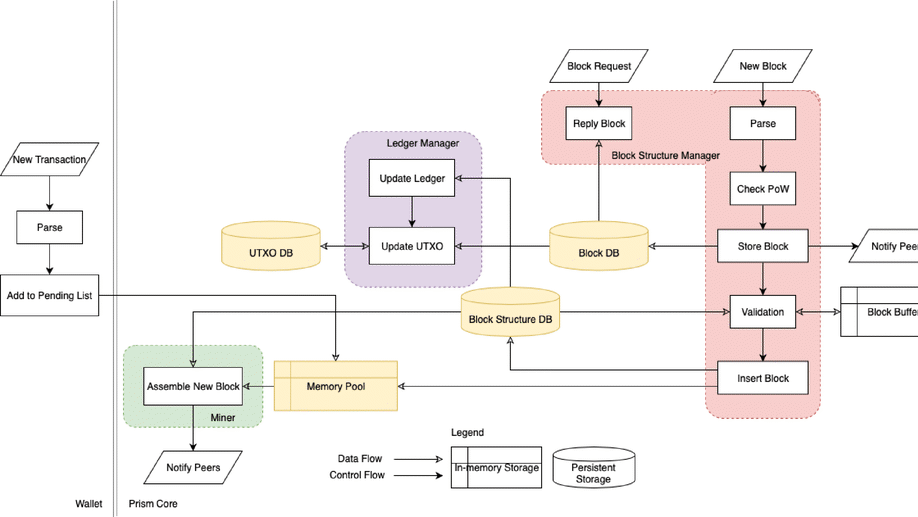 Block Request
New Block
Reply Block
Parse
Ledger Manager
Block Structure Manager
New Transaction
Update Ledger
Check PoW
Parse
UTXO DB
Update UTXO
Block DB
Store Block
Notify Peer
Add to Pending List
Block Structure DB
Validation
Block Buffe
Assemble New Block
Memory Pool
Insert Block
Miner
Legend
Data Flow
Control Flow
In-memory Storage
Persistent
Storage
Notify Peers
Wallet
Prism Core